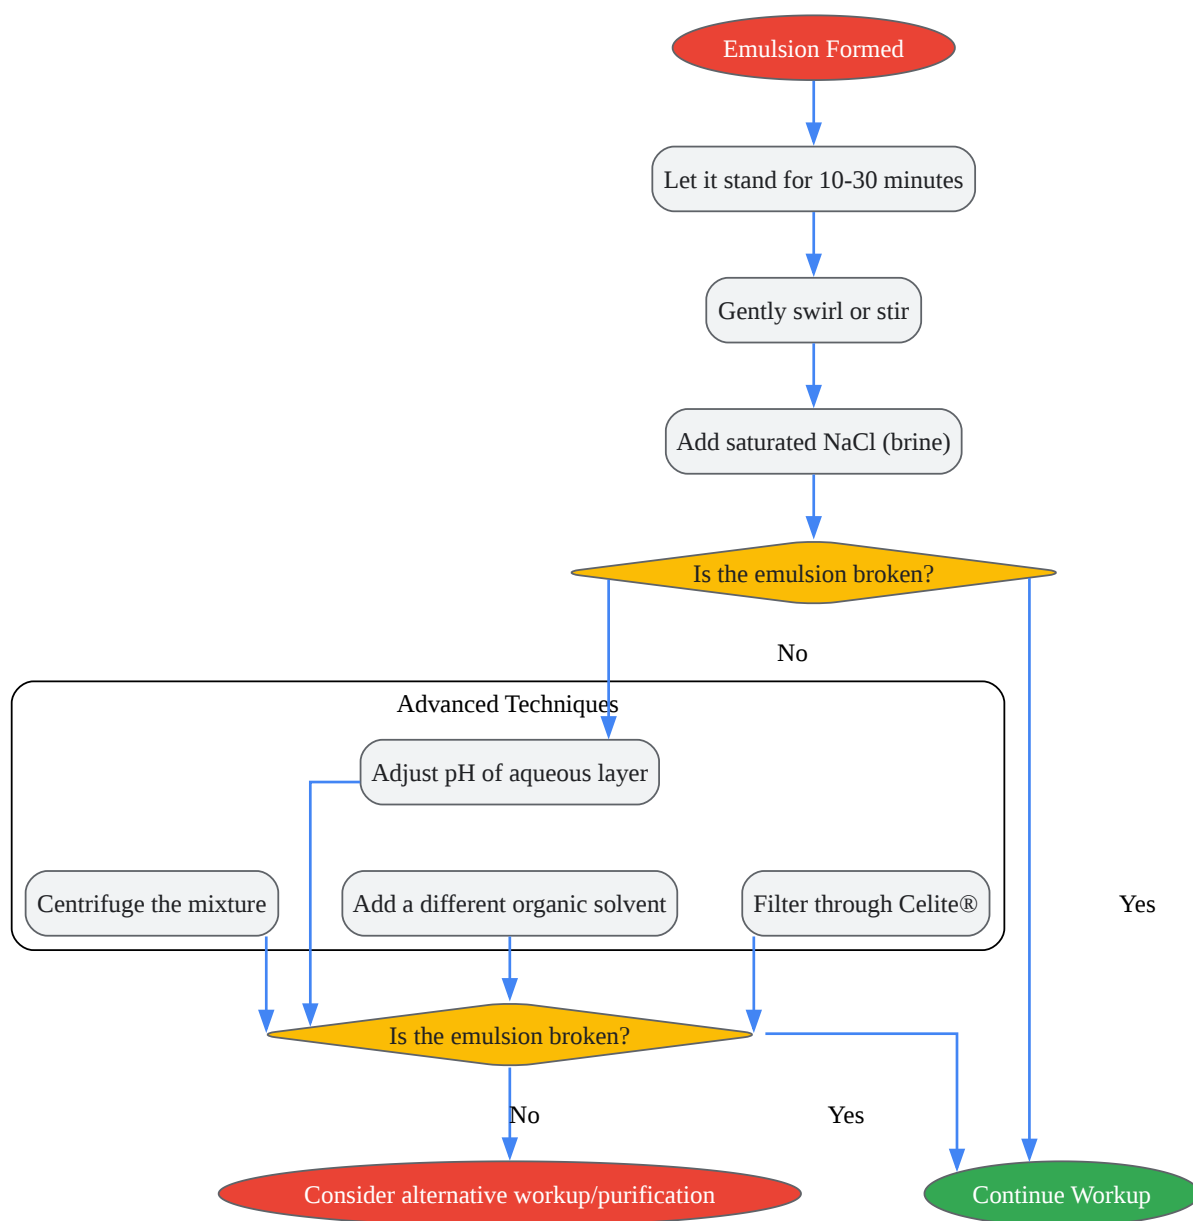 Emulsion Formed
Let it stand for 10-30 minutes
Gently swirl or stir
Add saturated NaCl (brine)
Is the emulsion broken?
No
Advanced Techniques
Adjust pH of aqueous layer
Centrifuge the mixture
Add a different organic solvent
Filter through Celite®
Yes
Is the emulsion broken?
No
Yes
Consider alternative workup/purification
Continue Workup